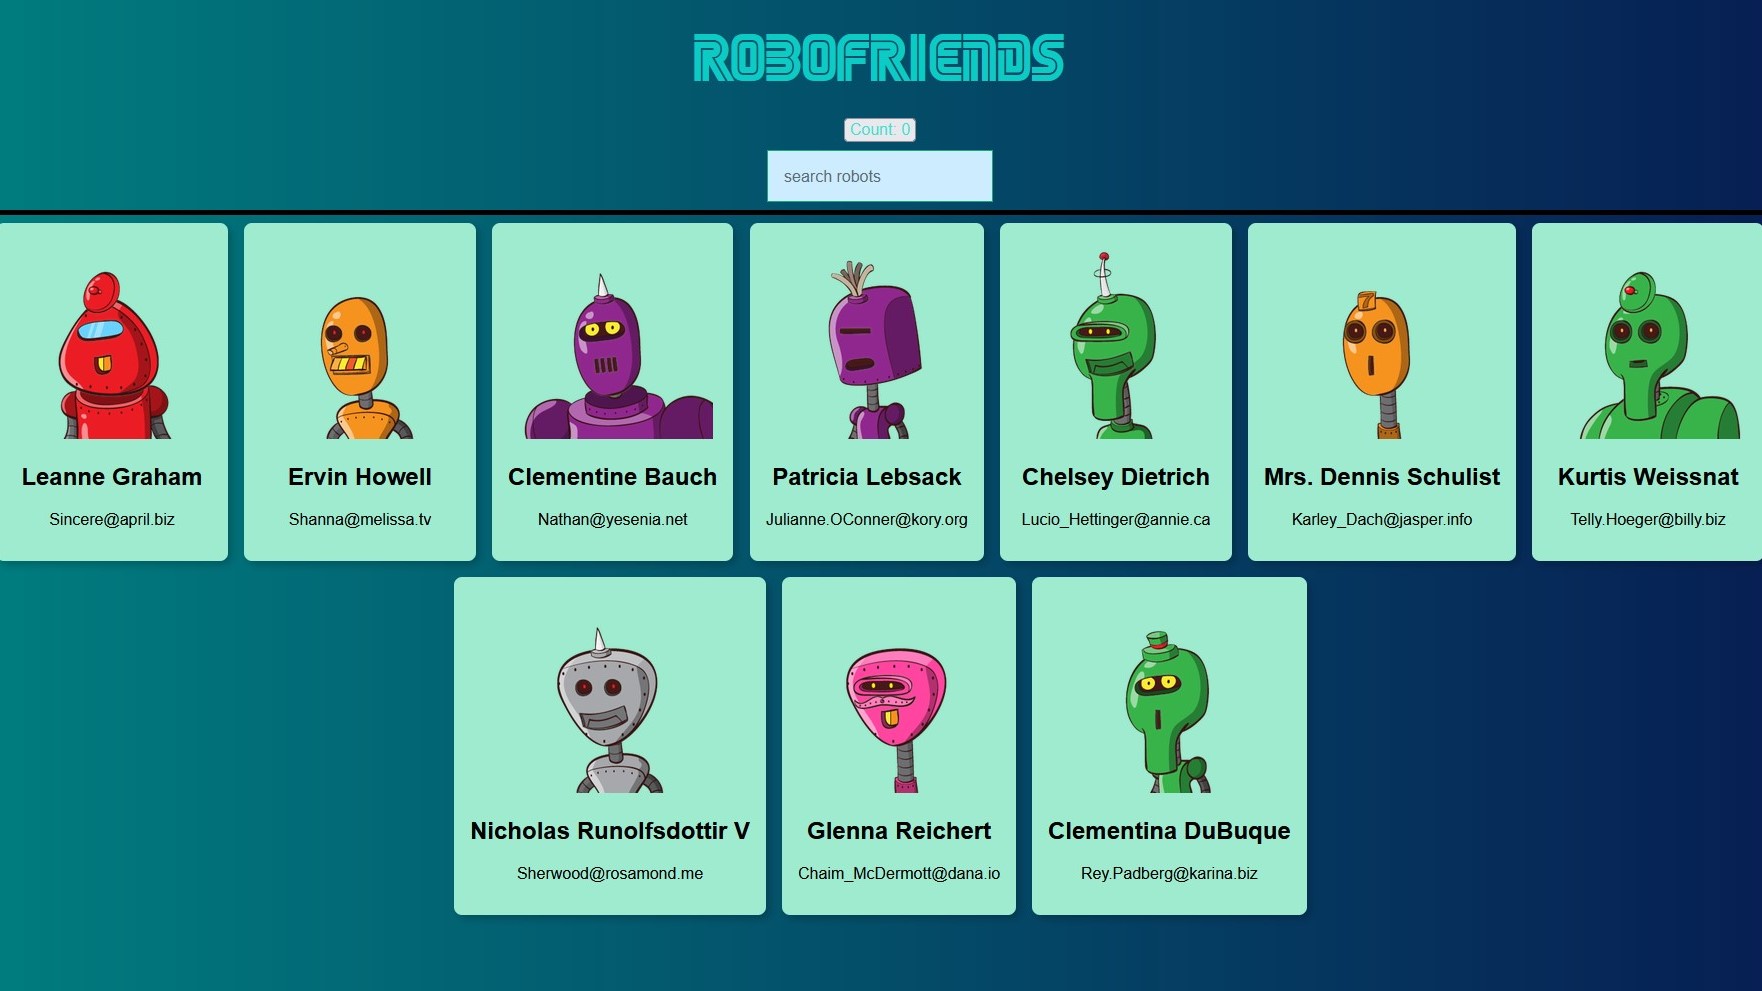 ROBOFRIENDS
Count: 0
search robots
7
Leanne Graham
Sincere@april.biz
Ervin Howell
Shanna@melissa.tv
Clementine Bauch
Nathan@yesenia.net
Patricia Lebsack
Julianne.OConner@kory.org
Chelsey Dietrich
Lucio_Hettinger@annie.ca
Mrs. Dennis Schulist
Karley_Dach@jasper.info
Kurtis Weissnat
Telly.Hoeger@billy.biz
Nicholas Runolfsdottir V
Sherwood@rosamond.me
Glenna Reichert
Chaim_McDermott@dana.io
Clementina DuBuque
Rey.Padberg@karina.biz